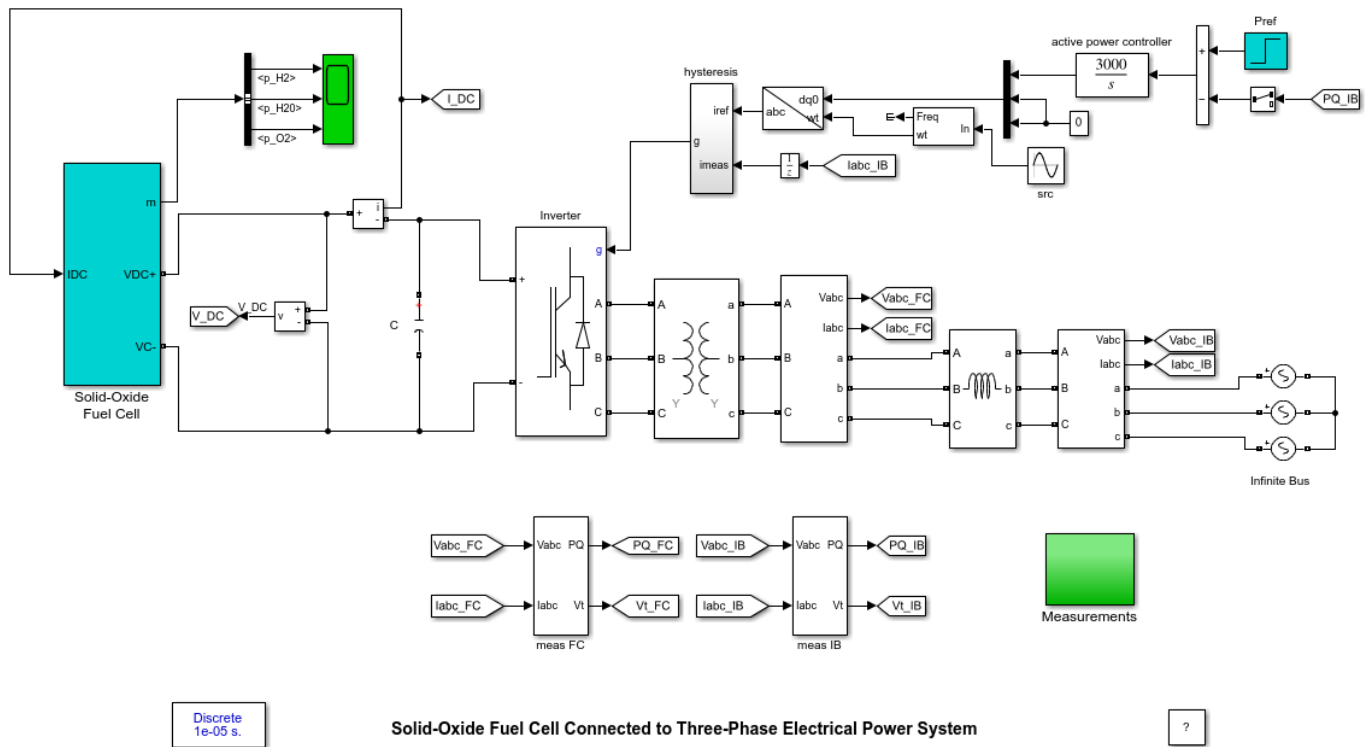 Pref
active power controller
3000
s
+
−
PQ_IB
hysteresis
iref
g
imeas
dq0
abc
wt
Freq
wt
In
0
1
z
Iabc_IB
src
<p_H2>
<p_H20>
<p_O2>
I_DC
m
IDC
VDC+
VC-
Solid-Oxide
Fuel Cell
+
i
-
V_DC
V_DC
v
+
-
+
C
Inverter
g
+
-
A
B
C
A
B
C
a
b
c
Y
Y
A
B
C
Vabc
Iabc
a
b
c
Vabc_FC
Iabc_FC
A
B
C
a
b
c
A
B
C
Vabc
Iabc
a
b
c
Vabc_IB
Iabc_IB
+
+
+
Infinite Bus
Vabc_FC
Vabc
PQ
PQ_FC
Iabc_FC
Iabc
Vt
Vt_FC
meas FC
Vabc_IB
Vabc
PQ
PQ_IB
Iabc_IB
Iabc
Vt
Vt_IB
meas IB
Measurements
Discrete
1e-05 s.
Solid-Oxide Fuel Cell Connected to Three-Phase Electrical Power System
?